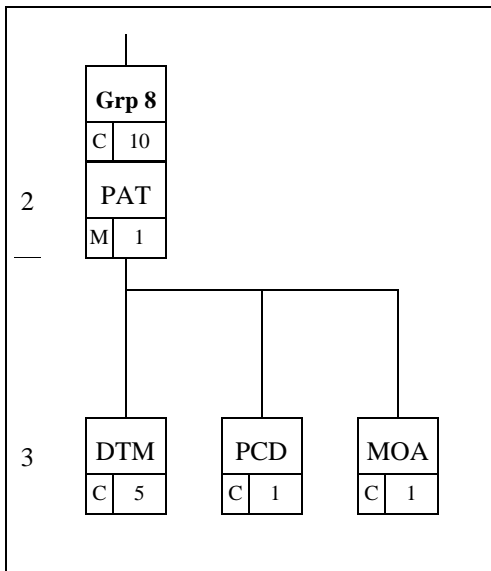 Grp 8
C 10
PAT
2
M 1
3
DTM PCD MOA
C 5 C 1 C 1